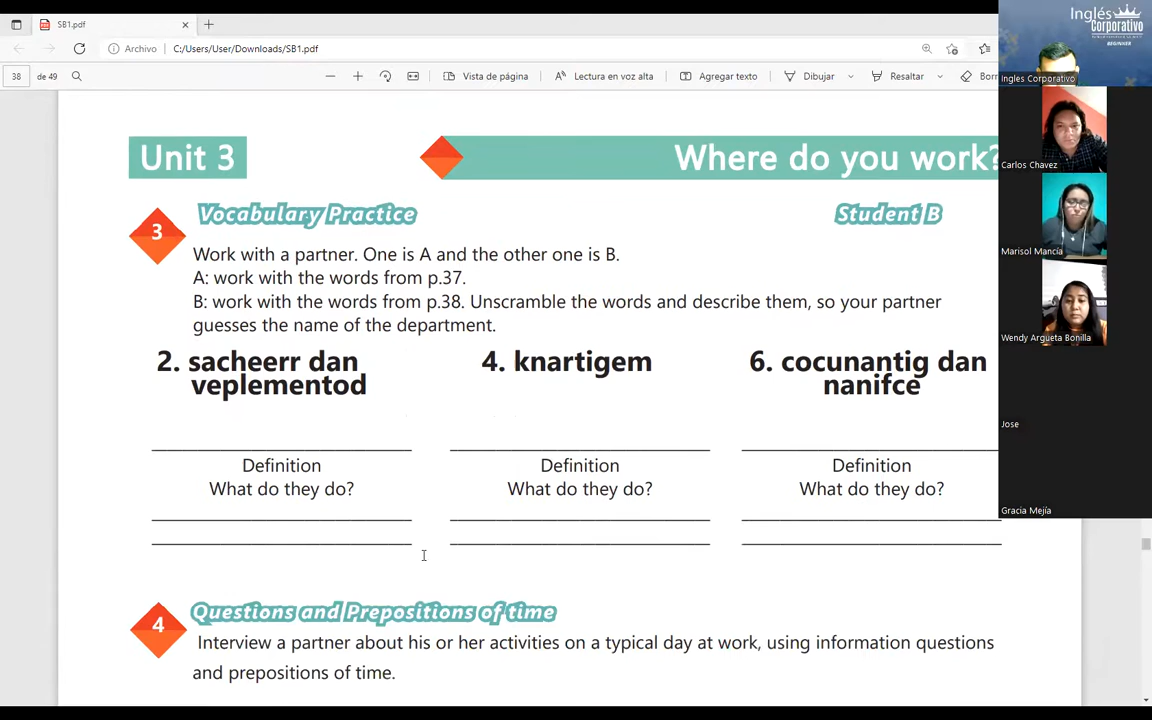 SB1.pdf
Archivo C:/Users/User/Downloads/SB1.pdf
38 de 49 Vista de página Lectura en voz alta Agregar texto Dibujar Resaltar Borr
Inglés
Corporativo
BEGINNER
Ingles Corporativo
Carlos Chavez
Marisol Mancía
Wendy Argueta Bonilla
Jose
Gracia Mejía
Unit 3 Where do you work?
3 Vocabulary Practice Student B
Work with a partner. One is A and the other one is B.
A: work with the words from p.37.
B: work with the words from p.38. Unscramble the words and describe them, so your partner
guesses the name of the department.
2. sacheerr dan 4. knartigem 6. cocunantig dan
veplementod nanifce
Definition Definition Definition
What do they do? What do they do? What do they do?
4 Questions and Prepositions of time
Interview a partner about his or her activities on a typical day at work, using information questions
and prepositions of time.